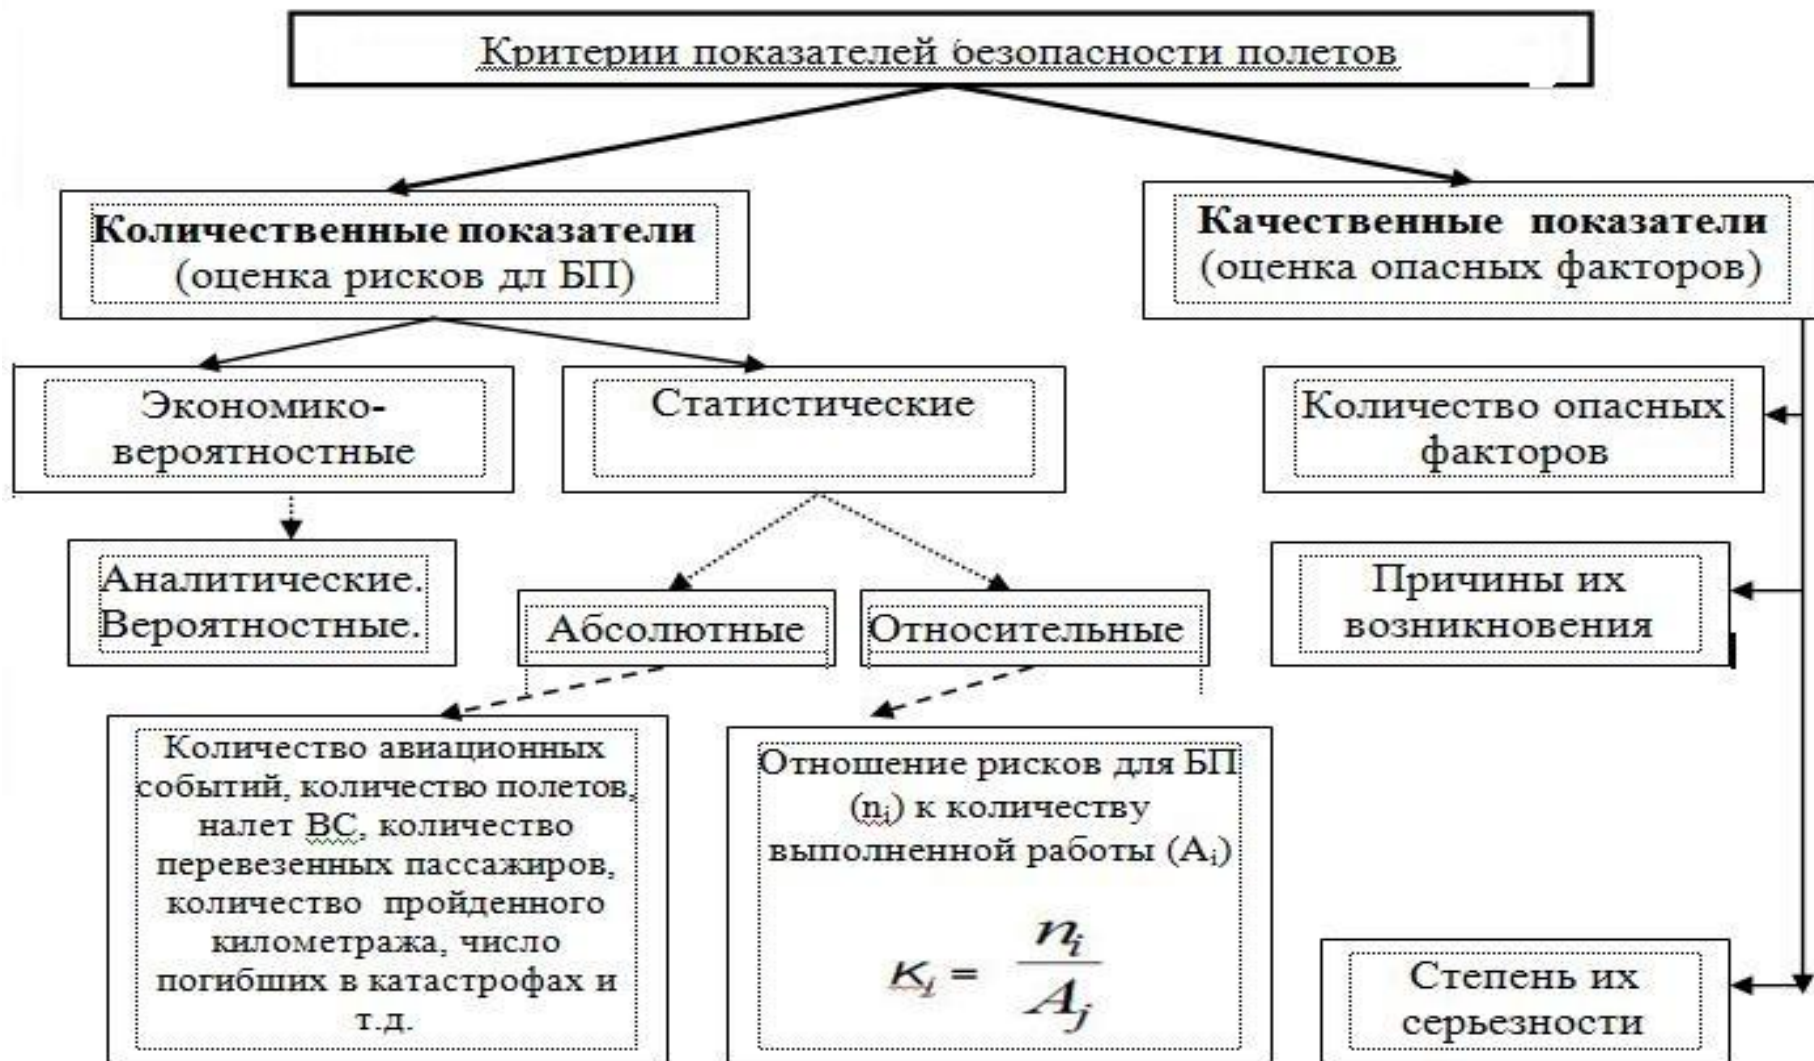 Критерии показателей безопасности полетов
Количественные показатели
(оценка рисков дл БП)
Качественные показатели
(оценка опасных факторов)
Экономико-
вероятностные
Статистические
Количество опасных
факторов
Аналитические.
Вероятностные.
Абсолютные
Относительные
Причины их
возникновения
Количество авиационных
событий, количество полетов,
налет ВС, количество
перевезенных пассажиров,
количество пройденного
километража, число
погибших в катастрофах и
т.д.
Отношение рисков для БП
(nᵢ) к количеству
выполненной работы (Aᵢ)
Kᵢ = nᵢ / Aⱼ
Степень их
серьезности